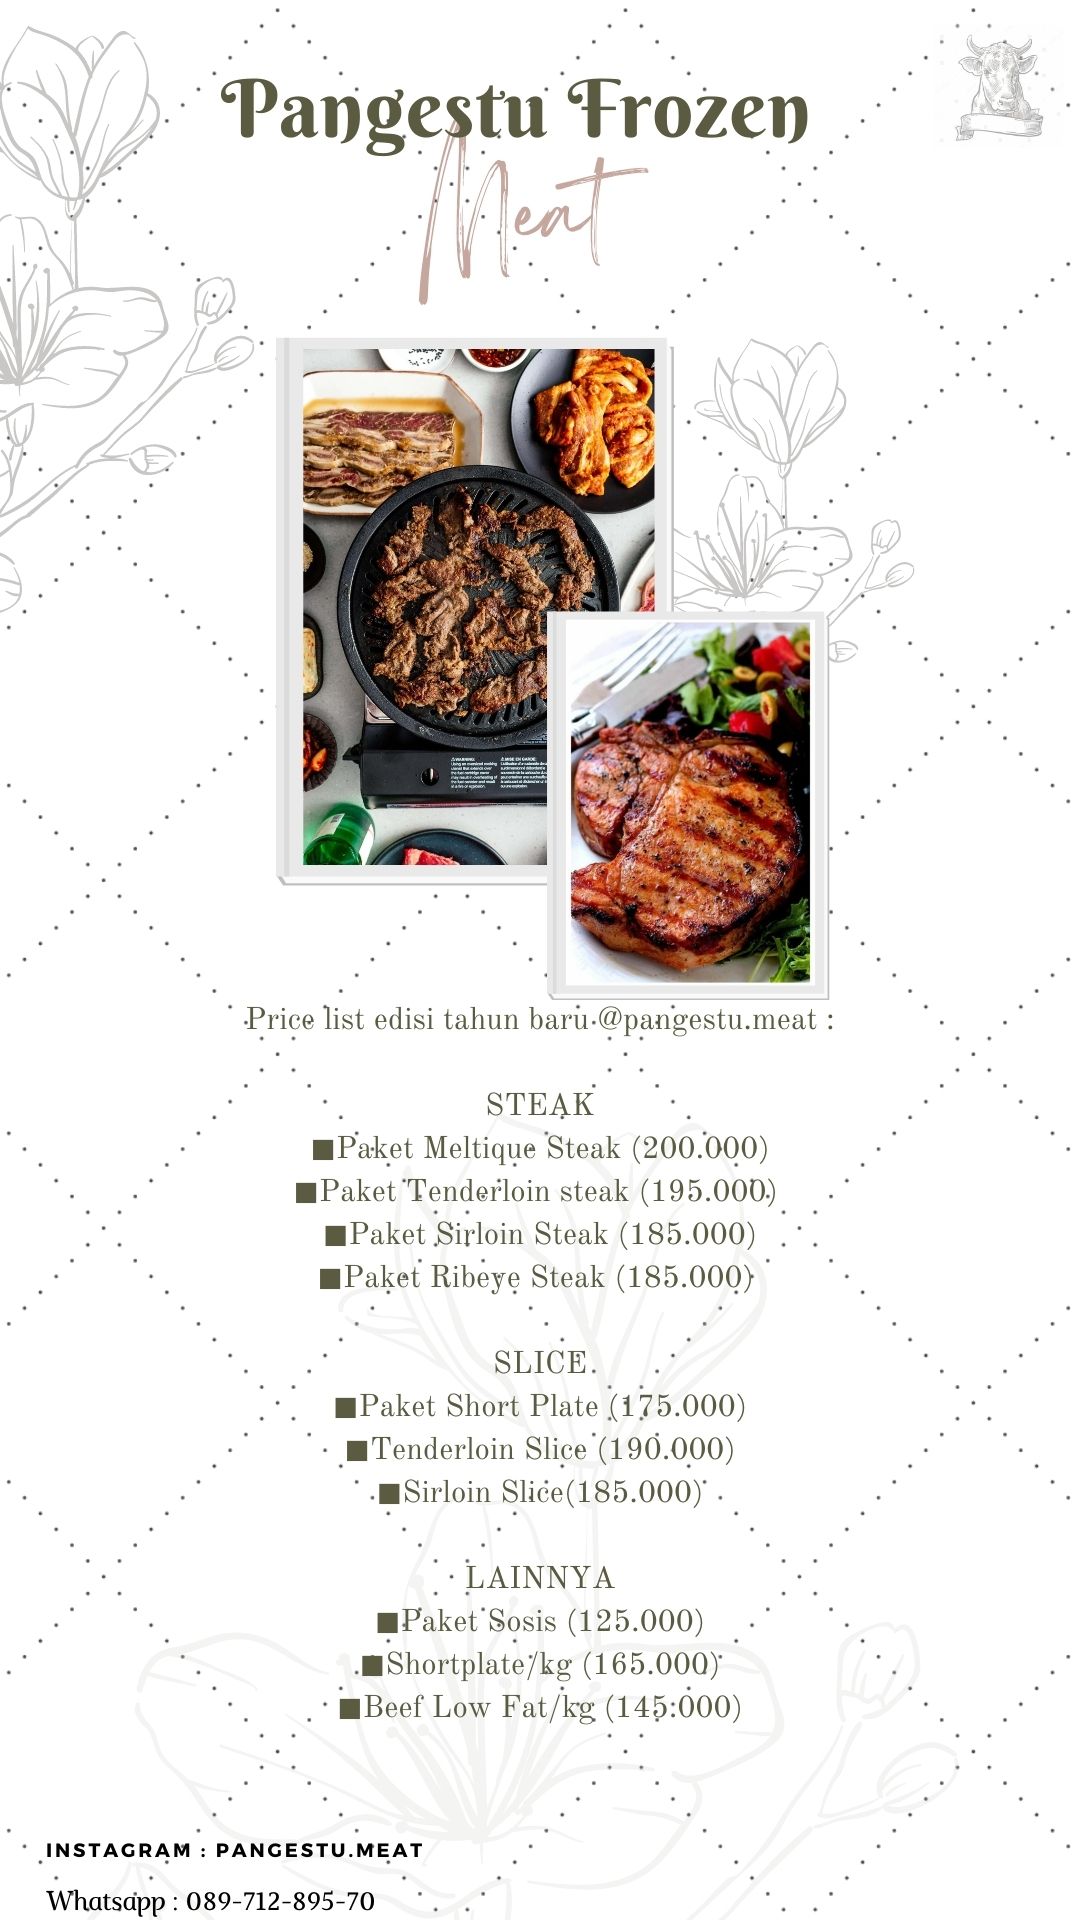 Pangestu Frozen
Meat
Price list edisi tahun baru @pangestu.meat :
STEAK
■Paket Meltique Steak (200.000)
■Paket Tenderloin steak (195.000)
■Paket Sirloin Steak (185.000)
■Paket Ribeye Steak (185.000)
SLICE
■Paket Short Plate (175.000)
■Tenderloin Slice (190.000)
■Sirloin Slice(185.000)
LAINNYA
■Paket Sosis (125.000)
■Shortplate/kg (165.000)
■Beef Low Fat/kg (145.000)
INSTAGRAM : PANGESTU.MEAT
Whatsapp : 089-712-895-70